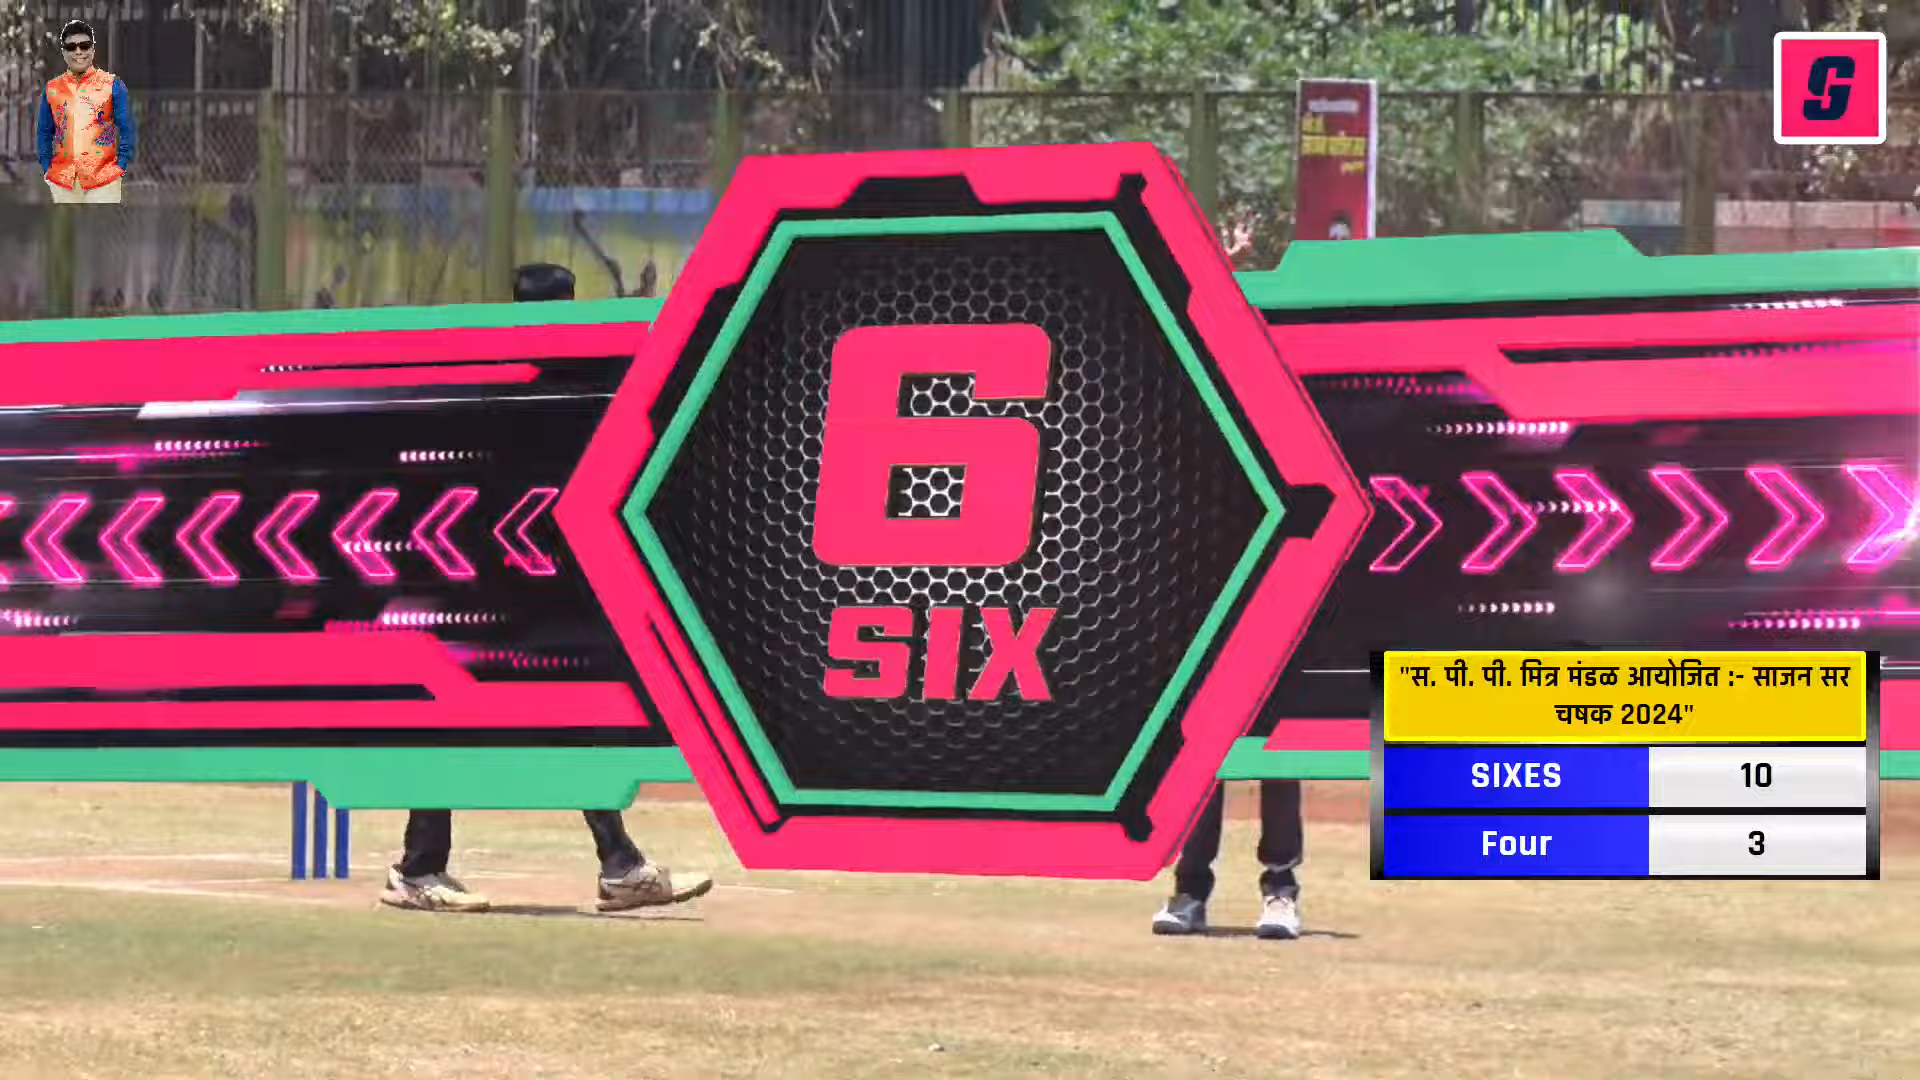 G
6
SIX
"स. पी. पी. मित्र मंडळ आयोजित :- साजन सर
चषक 2024"
SIXES 10
Four 3